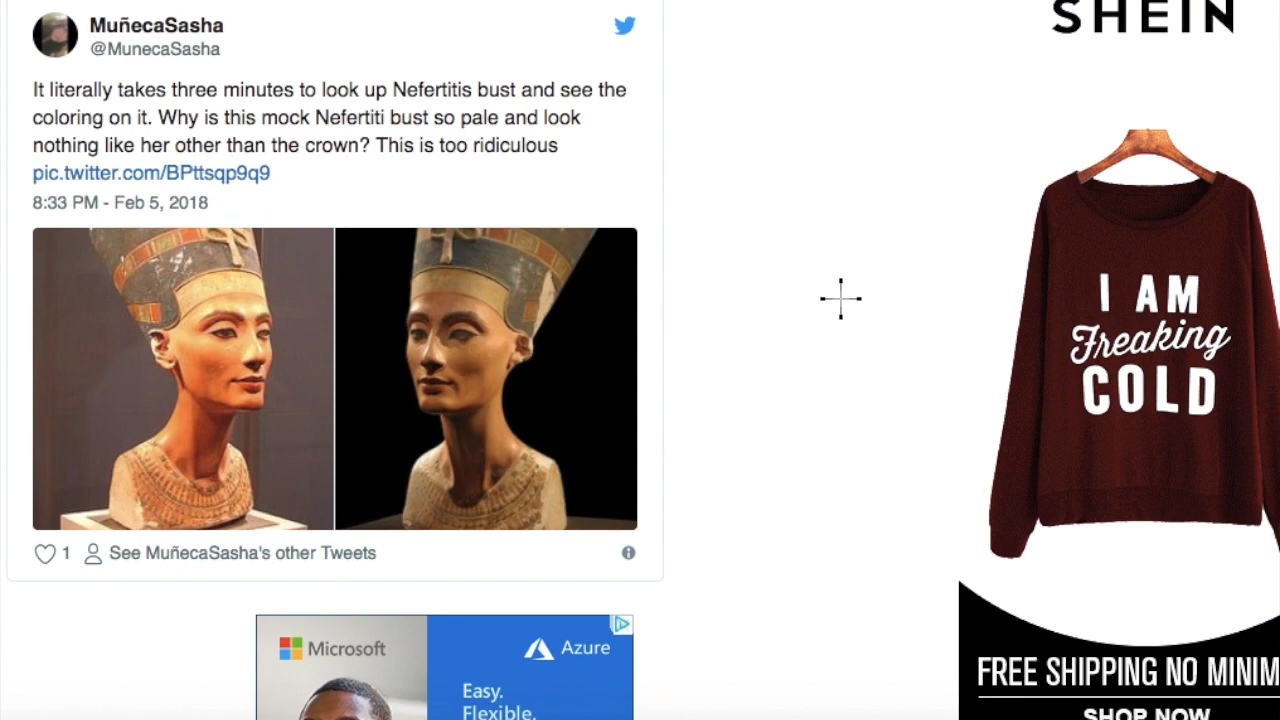 MuñecaSasha
@MunecaSasha
It literally takes three minutes to look up Nefertitis bust and see the
coloring on it. Why is this mock Nefertiti bust so pale and look
nothing like her other than the crown? This is too ridiculous
pic.twitter.com/BPttsqp9q9
8:33 PM - Feb 5, 2018
1
See MuñecaSasha's other Tweets
Microsoft
Azure
Easy.
Flexible.
SHEIN
I AM
Freaking
COLD
FREE SHIPPING NO MINIM
SHOP NOW